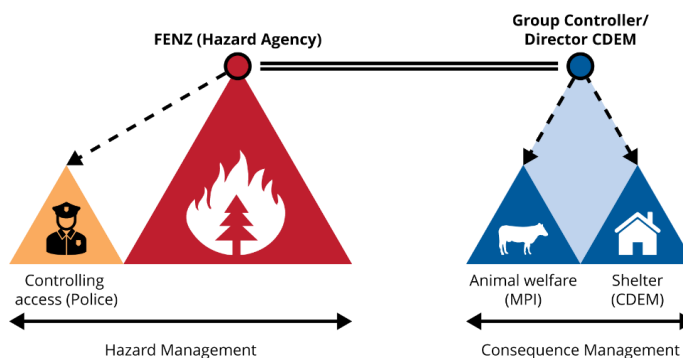 FENZ (Hazard Agency)
Group Controller/
Director CDEM
Controlling
access (Police)
Animal welfare
(MPI)
Shelter
(CDEM)
Hazard Management
Consequence Management